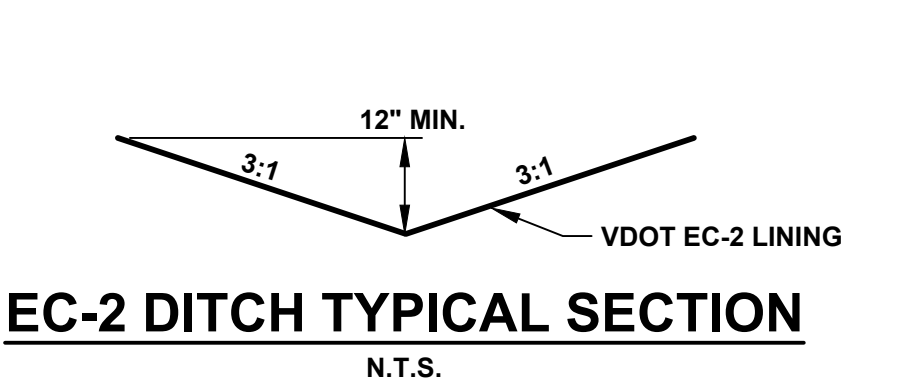 12" MIN.
3:1
3:1
VDOT EC-2 LINING
EC-2 DITCH TYPICAL SECTION
N.T.S.